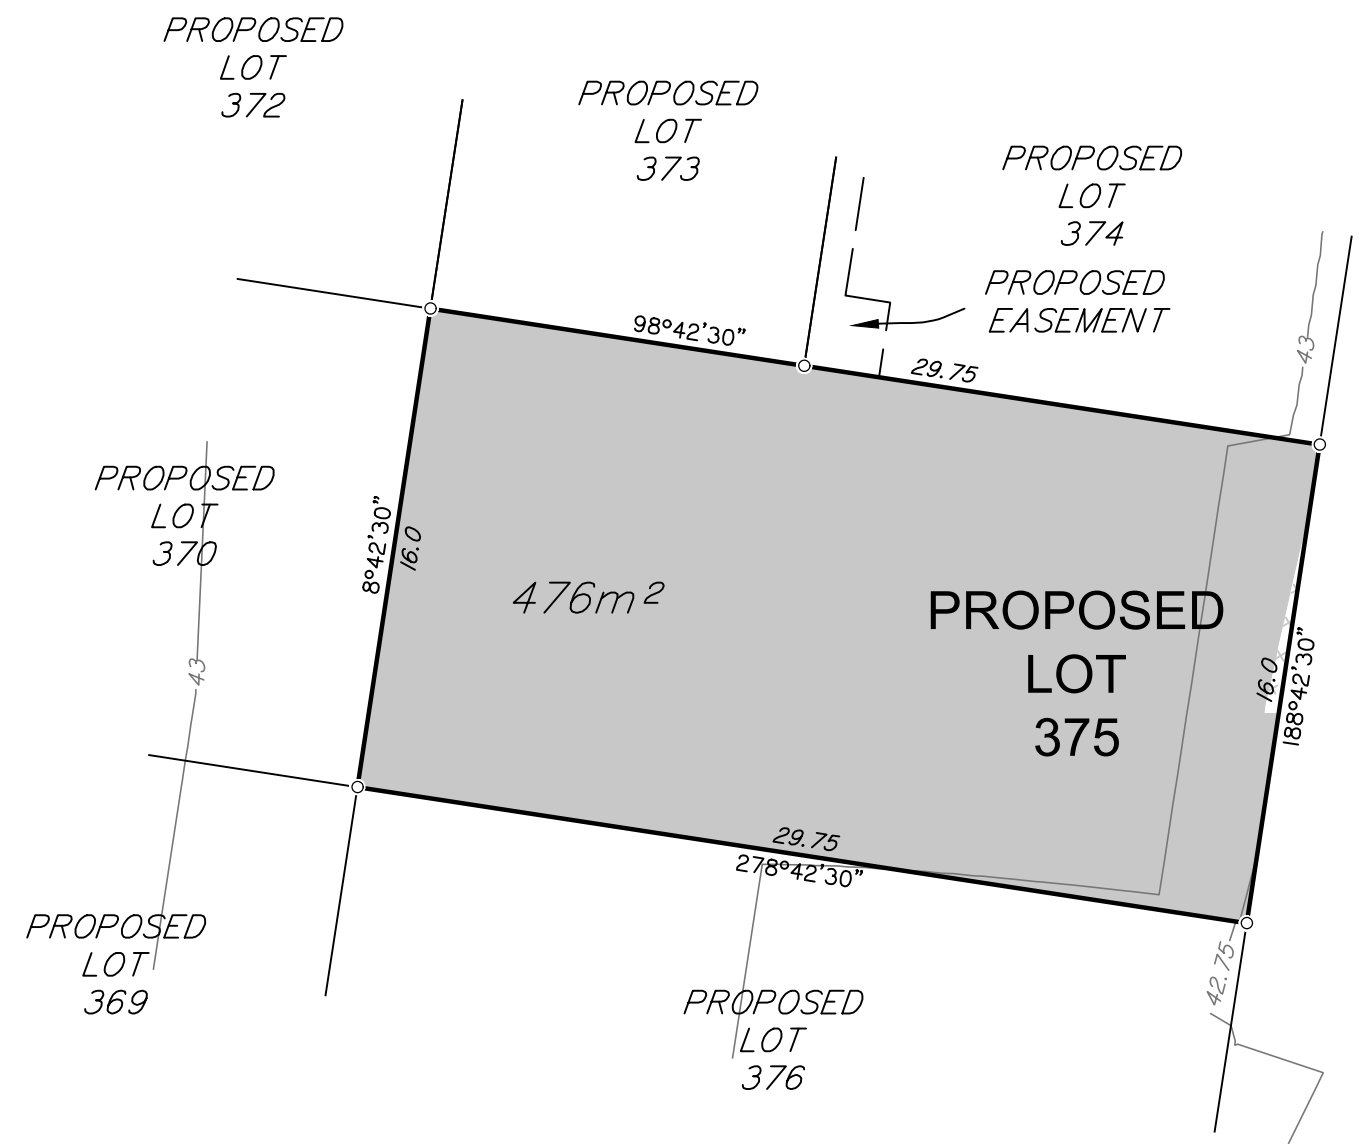 PROPOSED
LOT
372
PROPOSED
LOT
373
PROPOSED
LOT
374
PROPOSED
EASEMENT
98°42'30"
29.75
43
PROPOSED
LOT
370
8°42'30"
16.0
476m²
PROPOSED
LOT
375
16.0
188°42'30"
43
29.75
278°42'30"
PROPOSED
LOT
369
42.75
PROPOSED
LOT
376